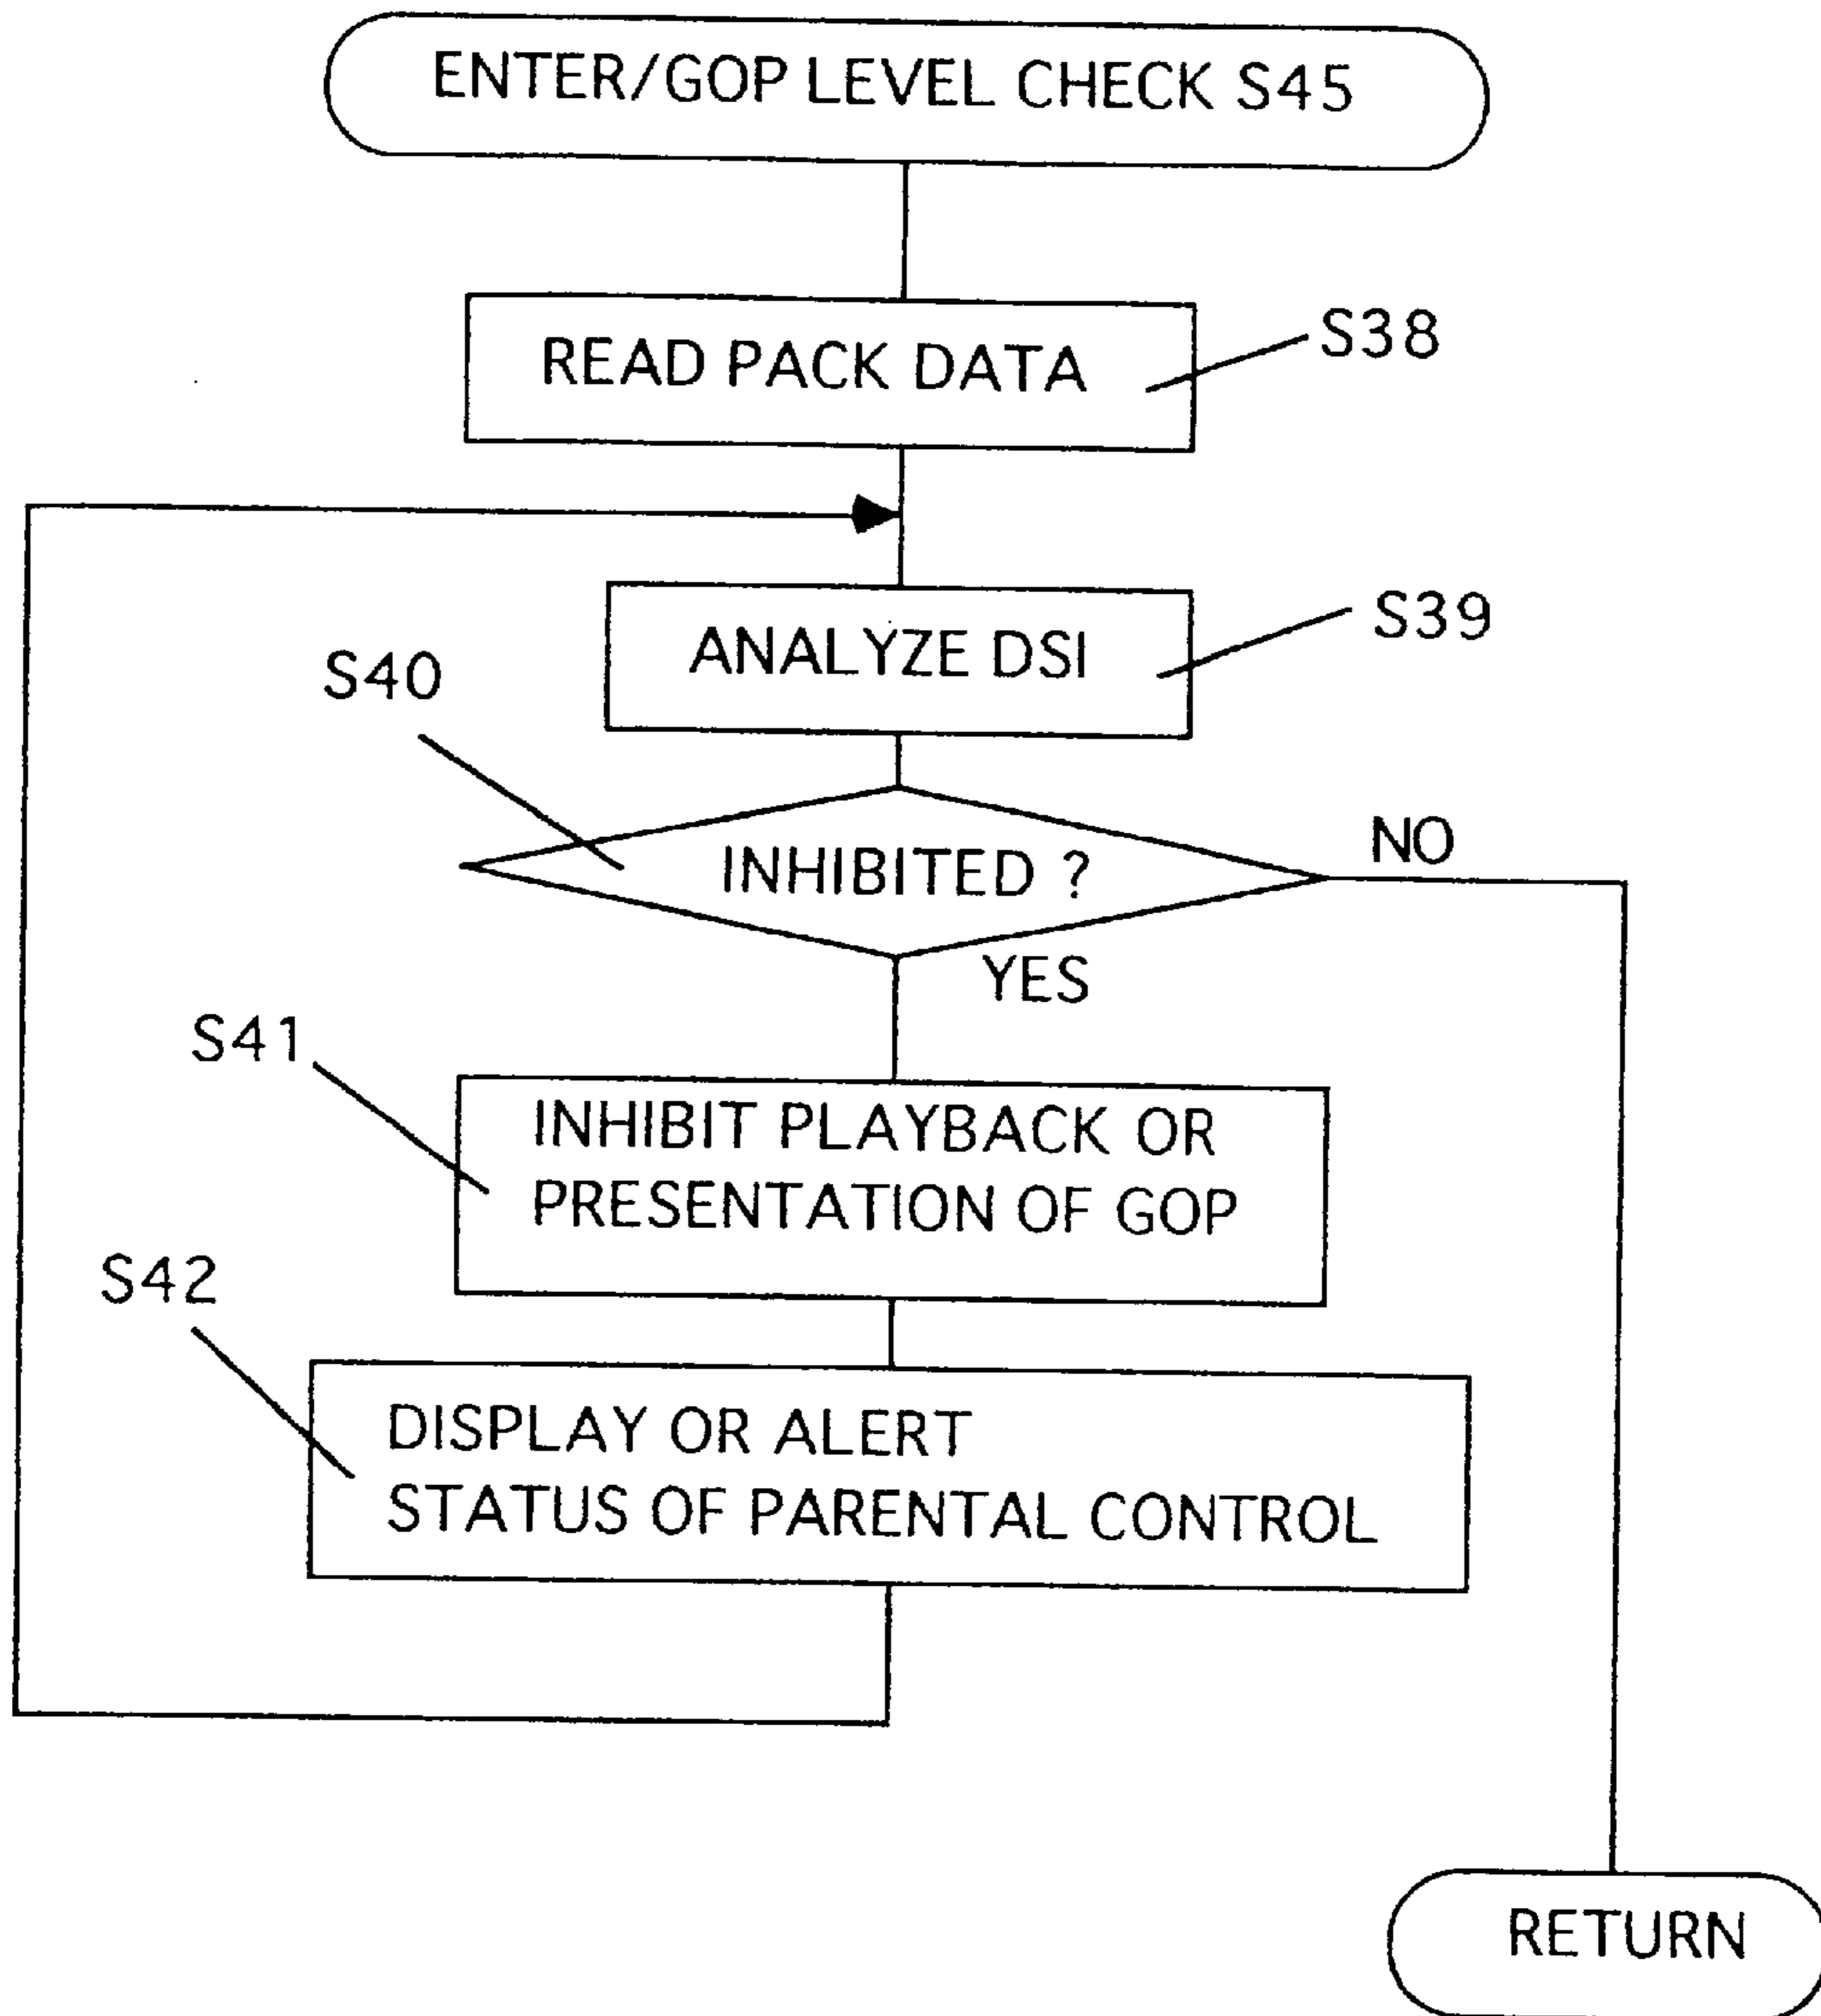 ENTER/GOP LEVEL CHECK S45
READ PACK DATA
S38
ANALYZE DSI
S39
S40
INHIBITED ?
NO
YES
S41
INHIBIT PLAYBACK OR
PRESENTATION OF GOP
S42
DISPLAY OR ALERT
STATUS OF PARENTAL CONTROL
RETURN